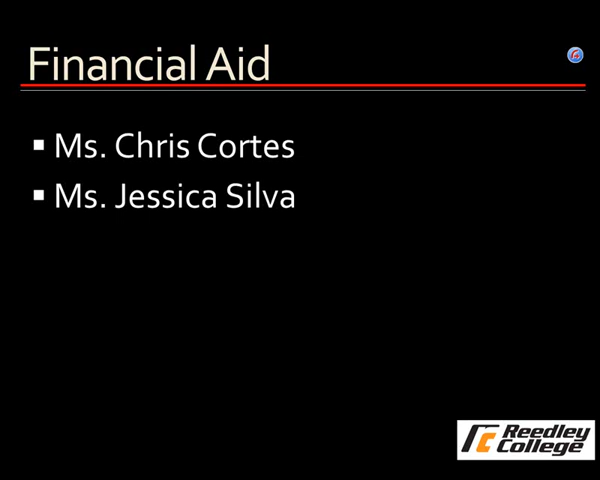 Financial Aid
▪ Ms. Chris Cortes
▪ Ms. Jessica Silva
Reedley
College